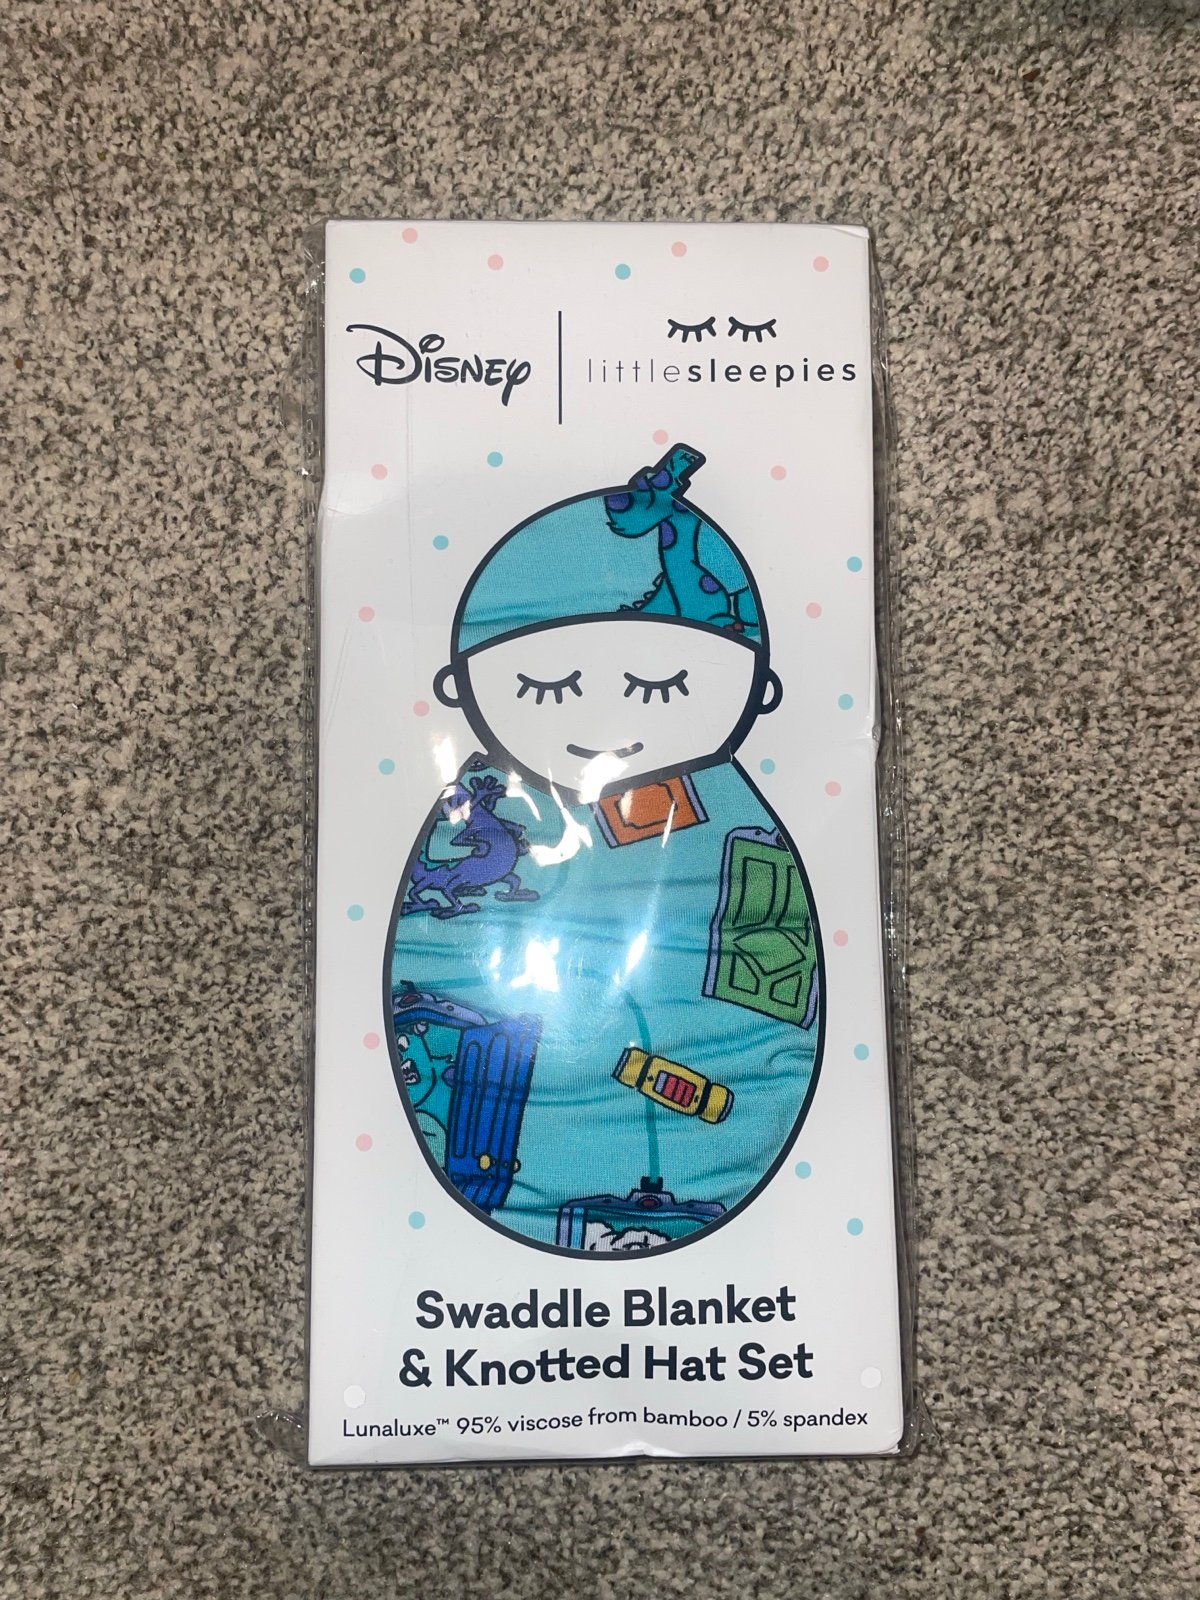 Disney
littlesleepies
Swaddle Blanket
& Knotted Hat Set
Lunaluxe™ 95% viscose from bamboo / 5% spandex